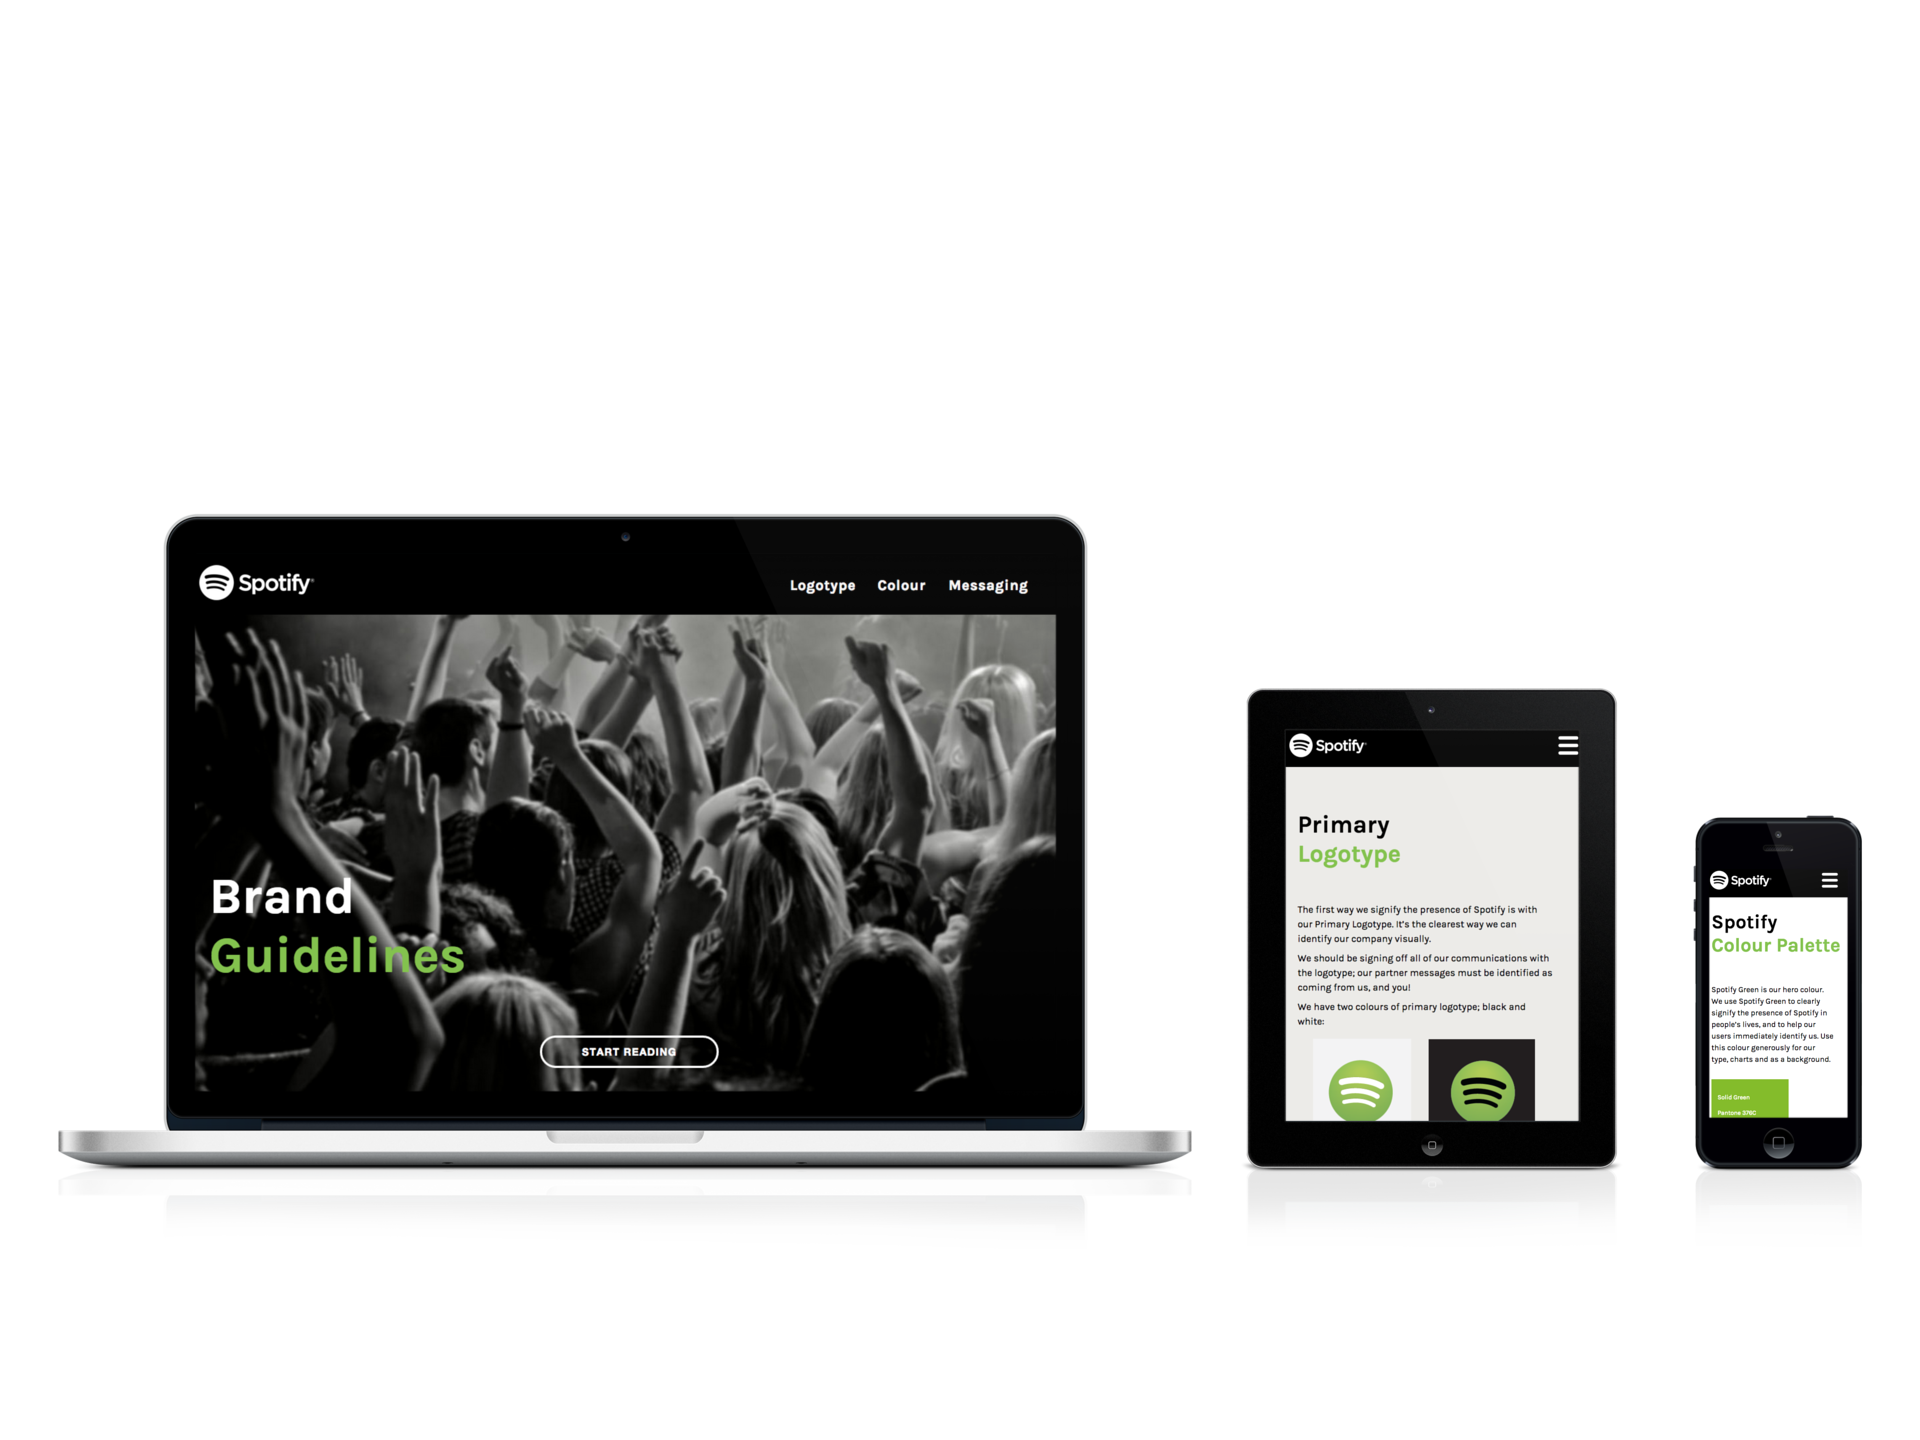 Spotify
Logotype Colour Messaging
Brand
Guidelines
START READING
Spotify
Primary
Logotype
The first way we signify the presence of Spotify is with
our Primary Logotype. It's the clearest way we can
identify our company visually.
We should be signing off all of our communications with
the logotype; our partner messages must be identified as
coming from us, and you!
We have two colours of primary logotype; black and
white:
Spotify
Spotify
Colour Palette
Spotify Green is our hero colour.
We use Spotify Green to clearly
signify the presence of Spotify in
people's lives, and to help our
users immediately identify us. Use
this colour generously for our
type, charts and as a background.
Solid Green
Pantone 376C